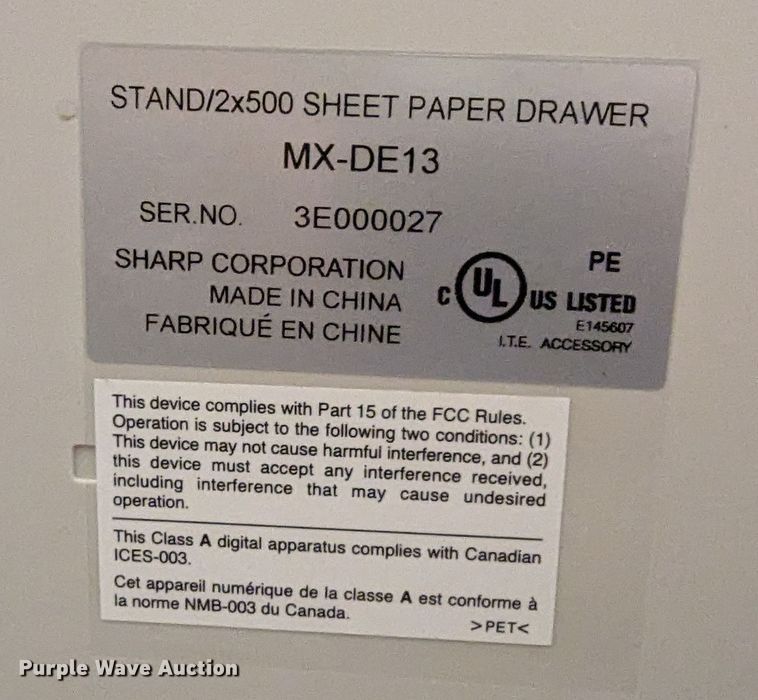 STAND/2x500 SHEET PAPER DRAWER
MX-DE13
SER.NO. 3E000027
SHARP CORPORATION
MADE IN CHINA
FABRIQUÉ EN CHINE
PE
C UL US LISTED
E145607
I.T.E. ACCESSORY
This device complies with Part 15 of the FCC Rules.
Operation is subject to the following two conditions: (1)
This device may not cause harmful interference, and (2)
this device must accept any interference received,
including interference that may cause undesired
operation.
This Class A digital apparatus complies with Canadian
ICES-003.
Cet appareil numérique de la classe A est conforme à
la norme NMB-003 du Canada.
>PET<
Purple Wave Auction